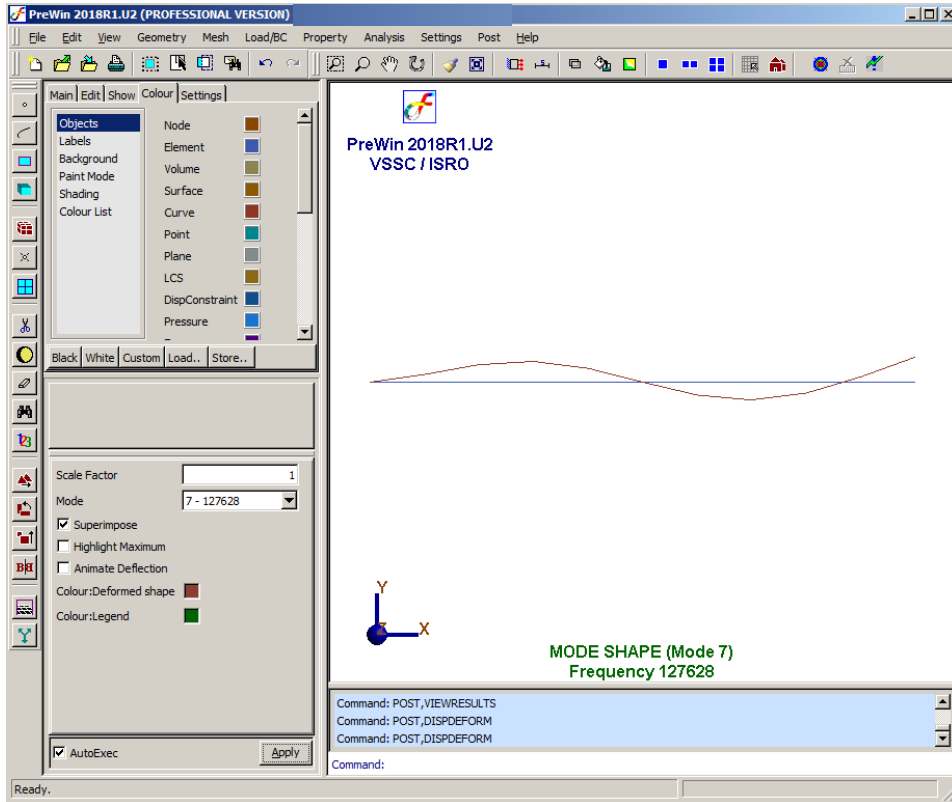 PreWin 2018R1.U2 (PROFESSIONAL VERSION)
File Edit View Geometry Mesh Load/BC Property Analysis Settings Post Help
Main Edit Show Colour Settings
Objects
Labels
Background
Paint Mode
Shading
Colour List
Node
Element
Volume
Surface
Curve
Point
Plane
LCS
DispConstraint
Pressure
Black White Custom Load.. Store..
Scale Factor 1
Mode 7 - 127628
Superimpose
Highlight Maximum
Animate Deflection
Colour:Deformed shape
Colour:Legend
AutoExec Apply
PreWin 2018R1.U2
VSSC / ISRO
Y
Z X
MODE SHAPE (Mode 7)
Frequency 127628
Command: POST,VIEWRESULTS
Command: POST,DISPDEFORM
Command: POST,DISPDEFORM
Command:
Ready.